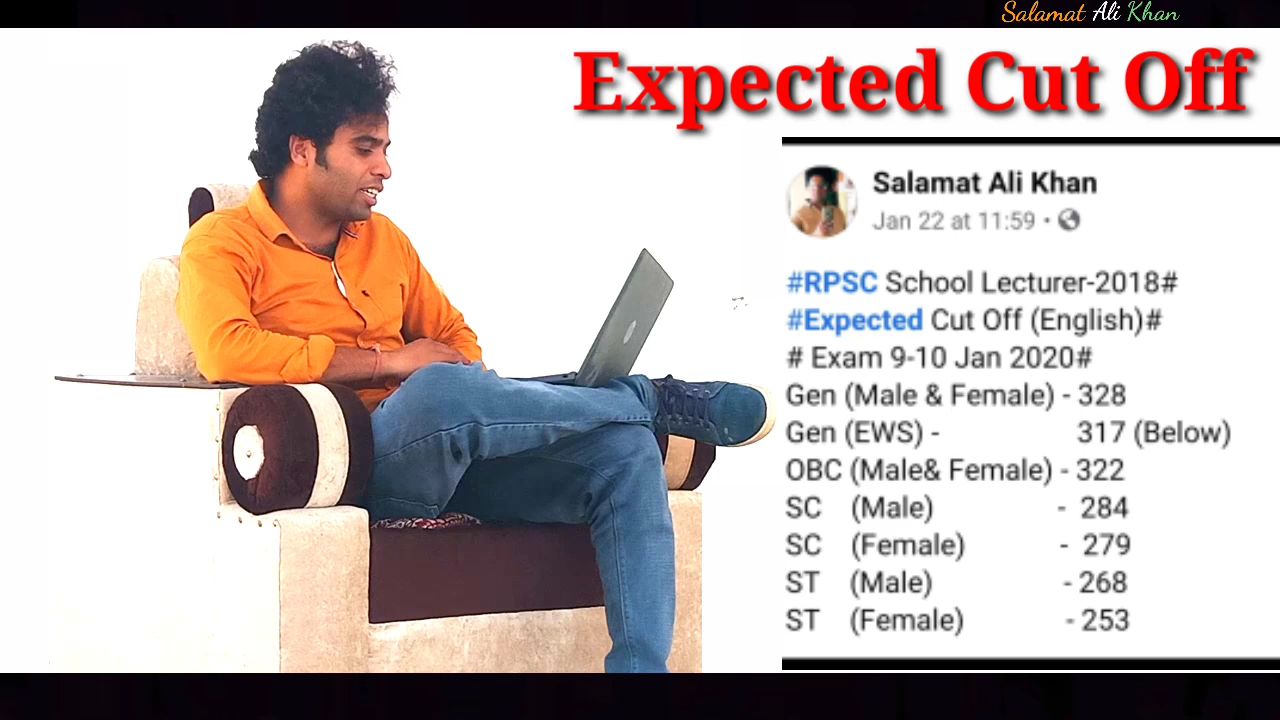 Salamat Ali Khan
Expected Cut Off
Salamat Ali Khan
Jan 22 at 11:59 •
#RPSC School Lecturer-2018#
#Expected Cut Off (English)#
# Exam 9-10 Jan 2020#
Gen (Male & Female) - 328
Gen (EWS) - 317 (Below)
OBC (Male& Female) - 322
SC (Male) - 284
SC (Female) - 279
ST (Male) - 268
ST (Female) - 253